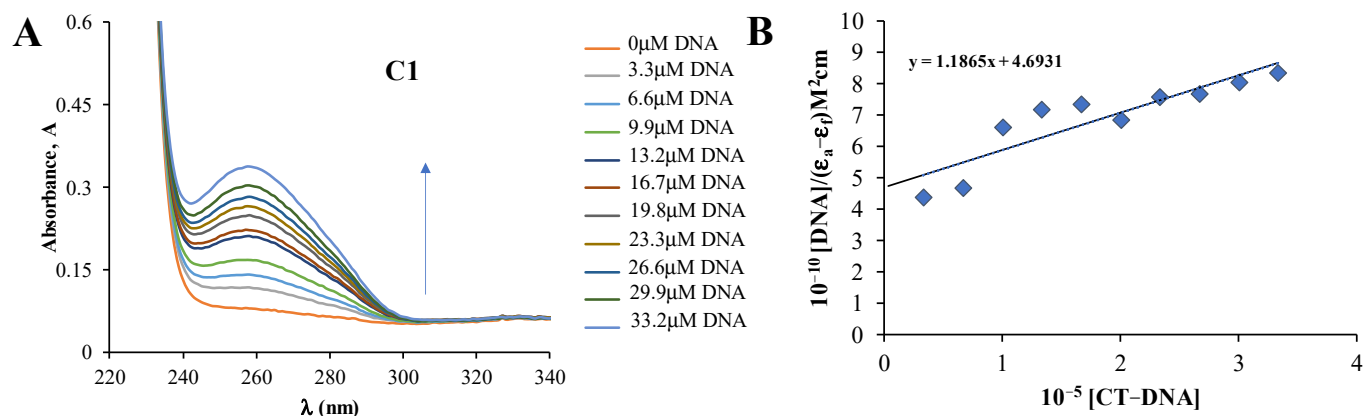 A
Absorbance, A
0.6
0.45
0.3
0.15
0
220
240
260
280
300
320
340
λ (nm)
C1
0μM DNA
3.3μM DNA
6.6μM DNA
9.9μM DNA
13.2μM DNA
16.7μM DNA
19.8μM DNA
23.3μM DNA
26.6μM DNA
29.9μM DNA
33.2μM DNA
B
10⁻¹⁰ [DNA]/(εₐ−ε_f)M²cm
10
9
8
7
6
5
4
3
2
1
0
y = 1.1865x + 4.6931
0
1
2
3
4
10⁻⁵ [CT−DNA]